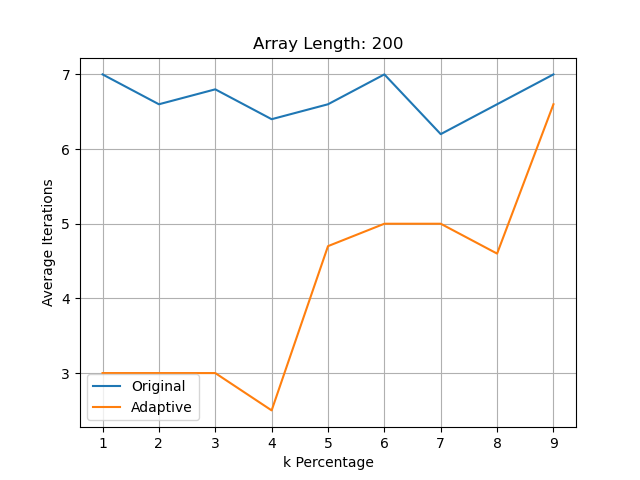 Array Length: 200
7
6
5
4
3
Average Iterations
Original
Adaptive
1 2 3 4 5 6 7 8 9
k Percentage